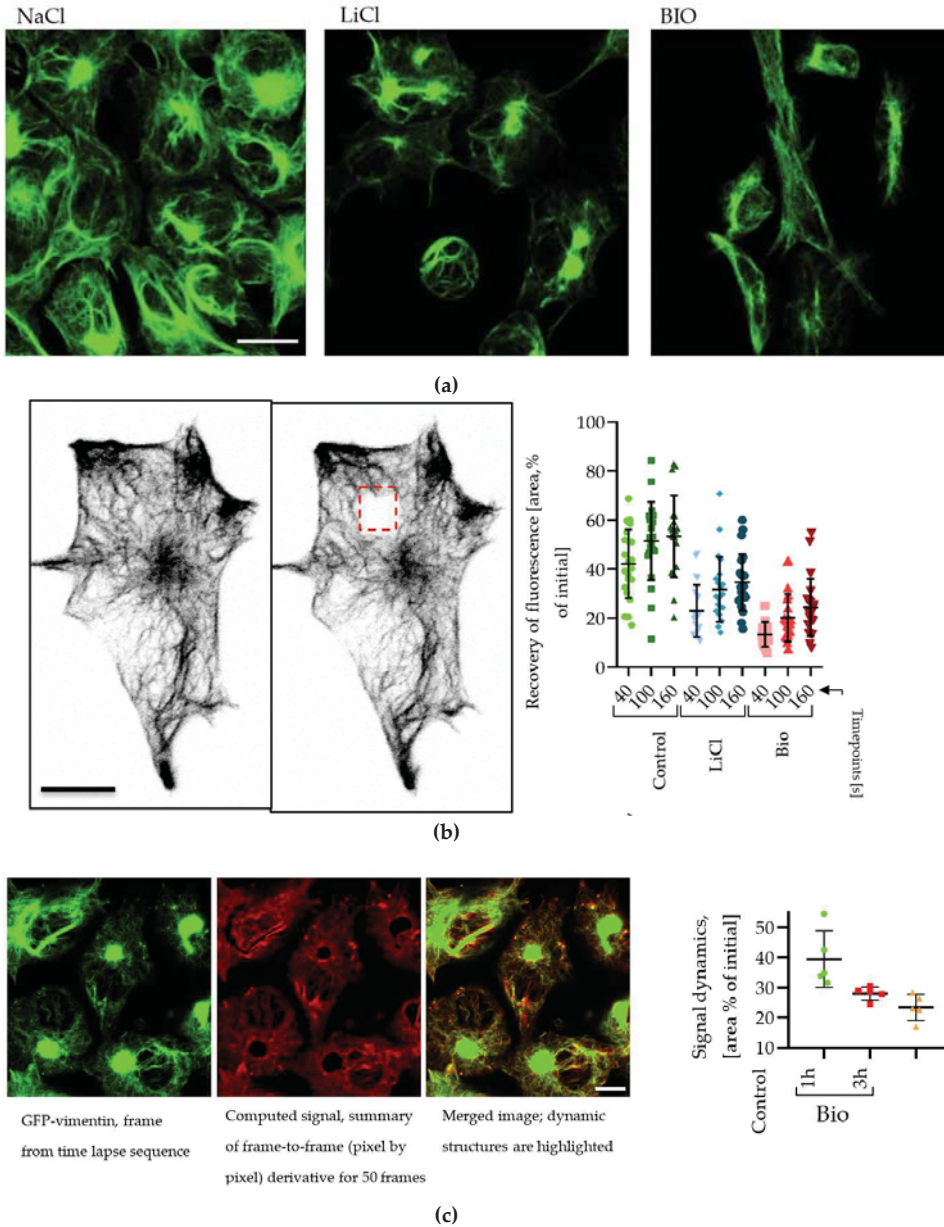 NaCl LiCl BIO
(a)
Recovery of fluorescence [area, %
of initial]
100
80
60
40
20
0
40 100 160 40 100 160 40 100 160
Control LiCl Bio
Timepoints [s]
(b)
Signal dynamics,
[area % of initial]
50
40
30
20
10
Control 1h 3h
Bio
GFP-vimentin, frame
from time lapse sequence
Computed signal, summary
of frame-to-frame (pixel by
pixel) derivative for 50 frames
Merged image; dynamic
structures are highlighted
(c)